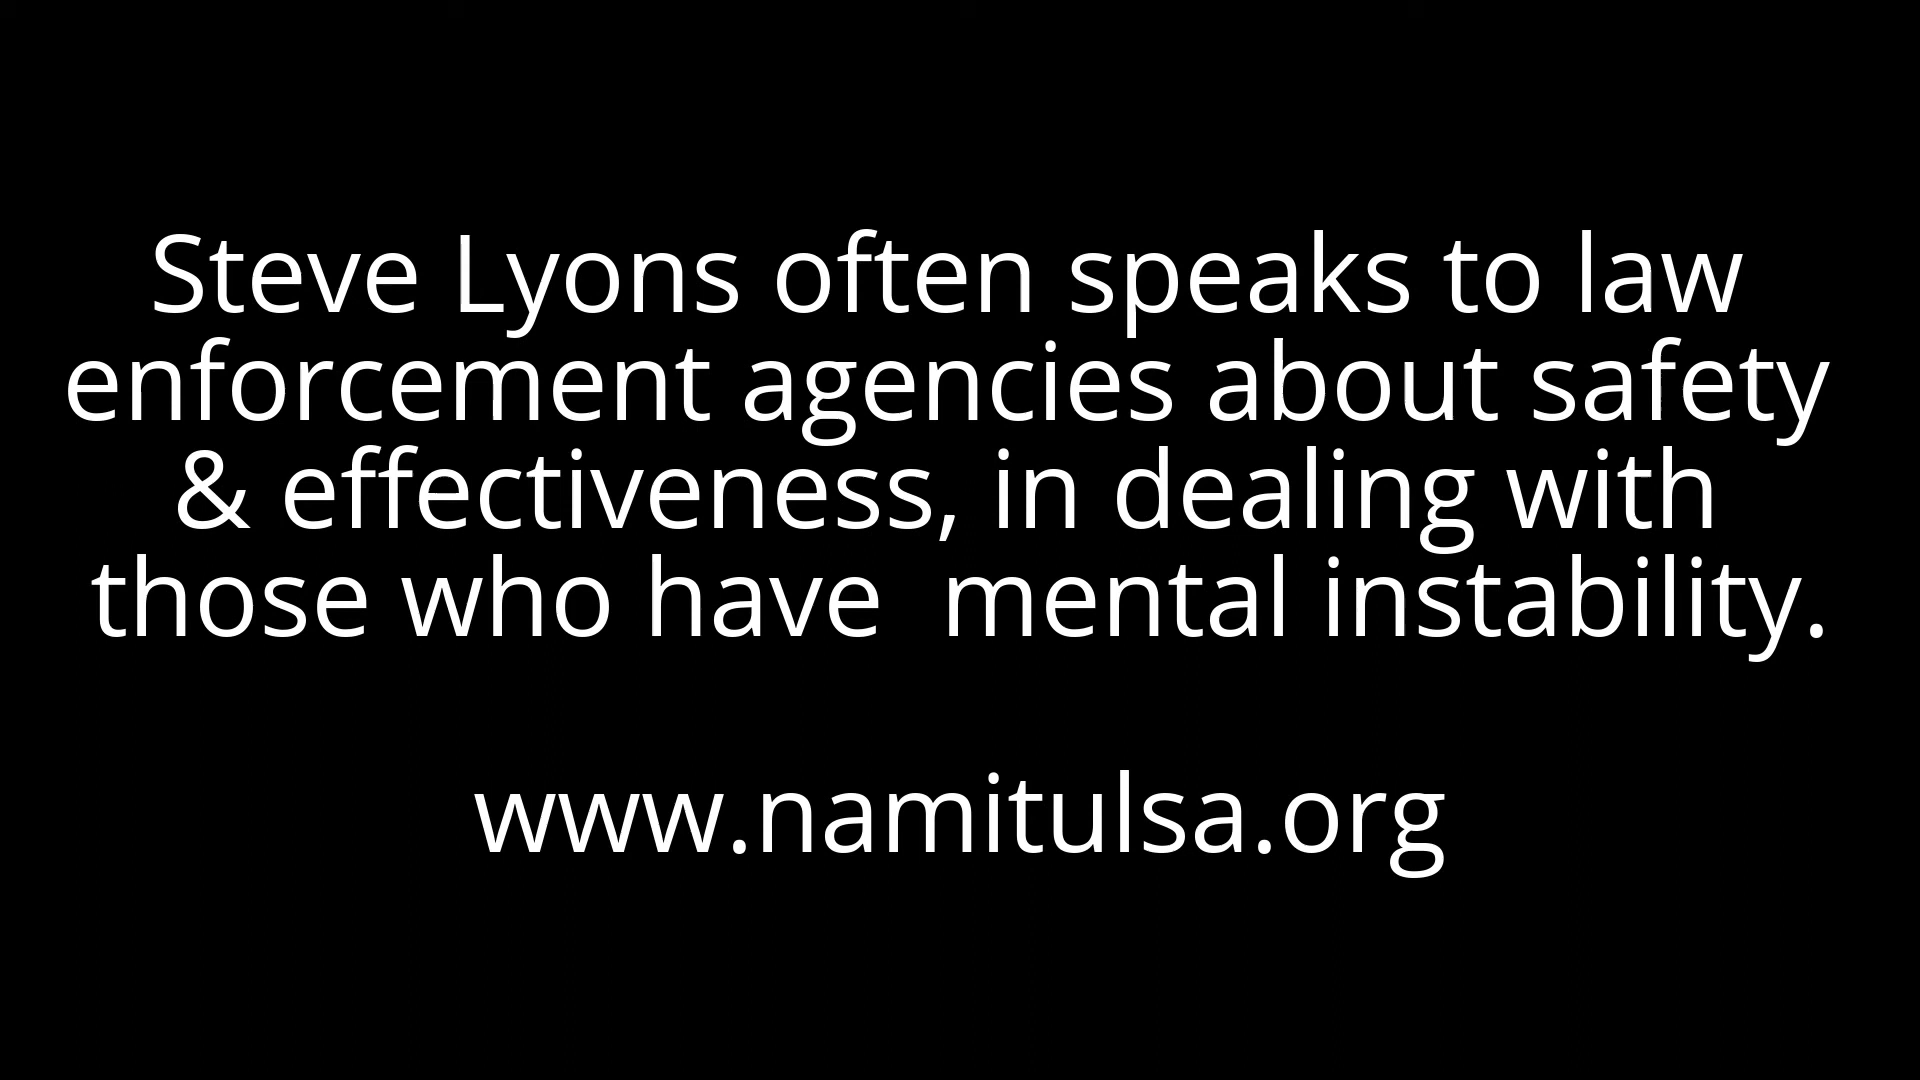 Steve Lyons often speaks to law
enforcement agencies about safety
& effectiveness, in dealing with
those who have  mental instability.
www.namitulsa.org